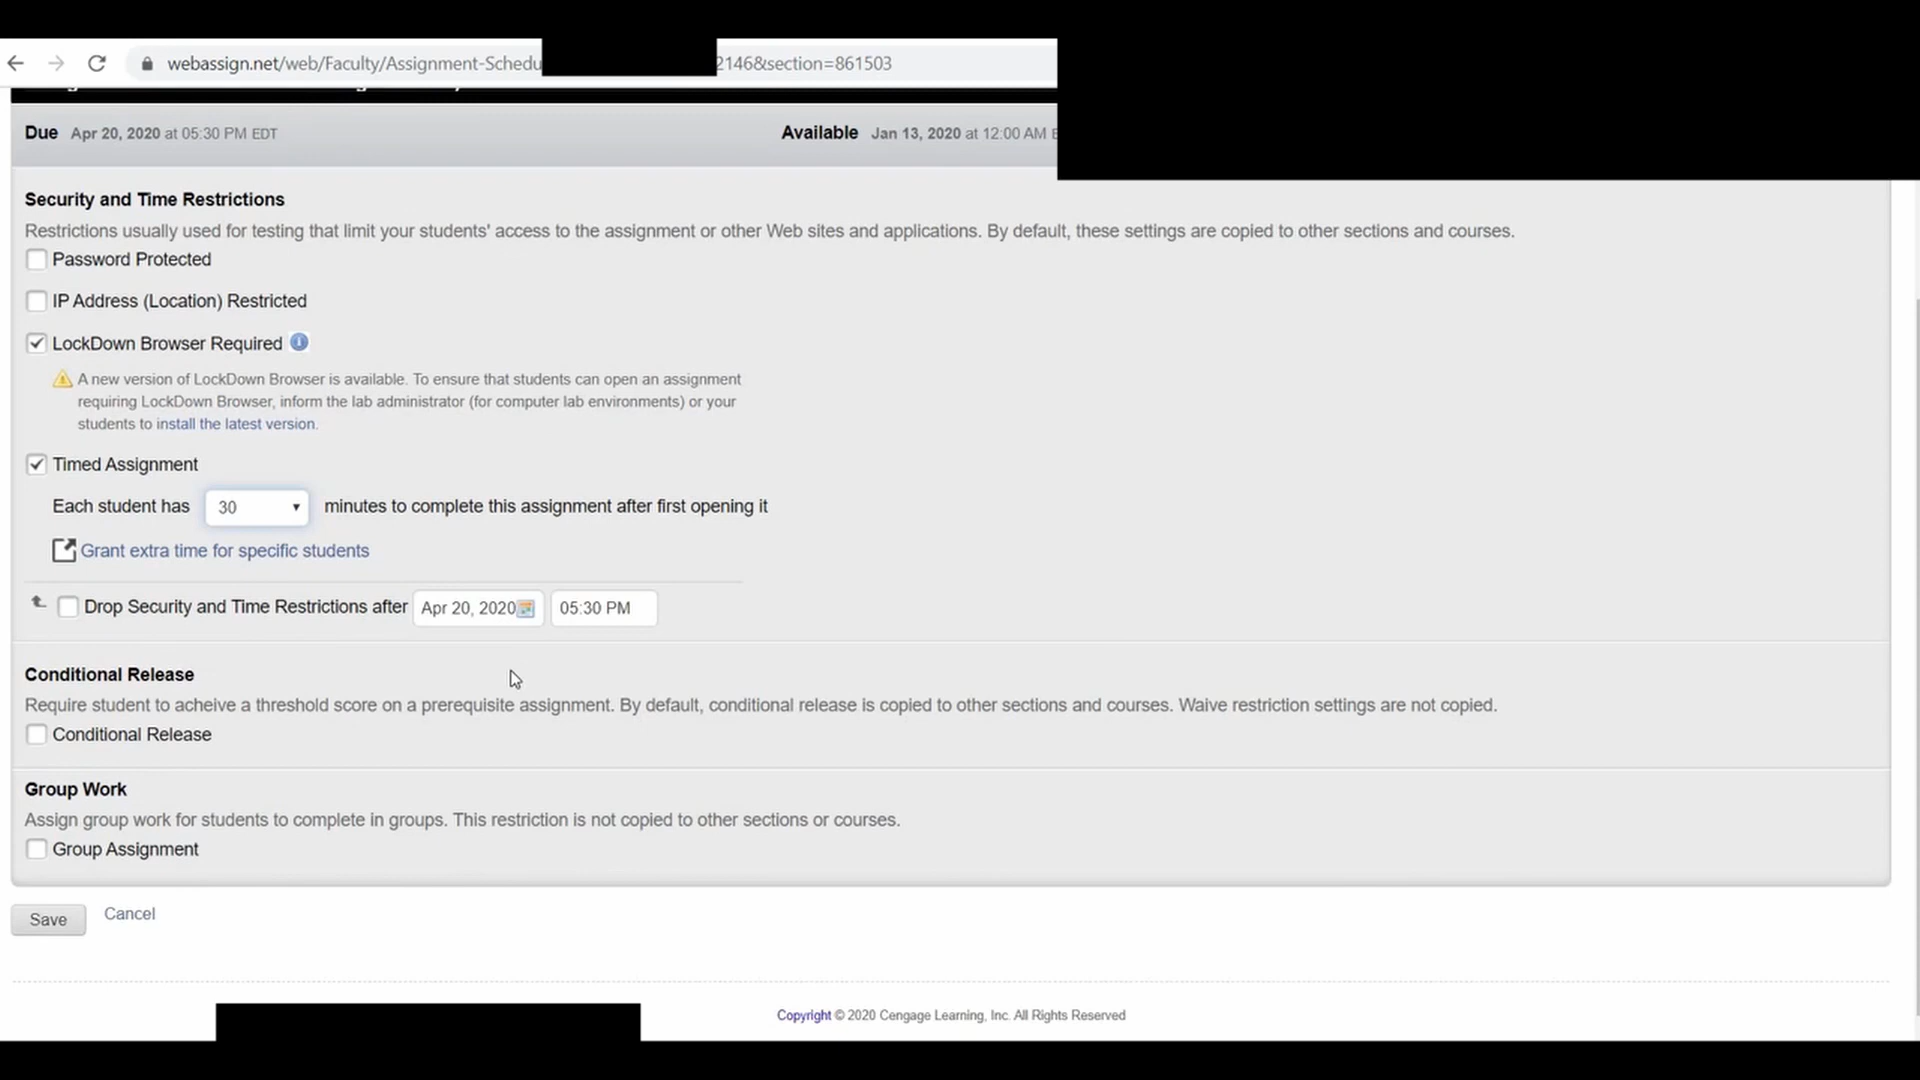 webassign.net/web/Faculty/Assignment-Schedu 2146&section=861503
Due Apr 20, 2020 at 05:30 PM EDT Available Jan 13, 2020 at 12:00 AM
Security and Time Restrictions
Restrictions usually used for testing that limit your students' access to the assignment or other Web sites and applications. By default, these settings are copied to other sections and courses.
Password Protected
IP Address (Location) Restricted
LockDown Browser Required
A new version of LockDown Browser is available. To ensure that students can open an assignment
requiring LockDown Browser, inform the lab administrator (for computer lab environments) or your
students to install the latest version.
Timed Assignment
Each student has 30 minutes to complete this assignment after first opening it
Grant extra time for specific students
Drop Security and Time Restrictions after Apr 20, 2020 05:30 PM
Conditional Release
Require student to acheive a threshold score on a prerequisite assignment. By default, conditional release is copied to other sections and courses. Waive restriction settings are not copied.
Conditional Release
Group Work
Assign group work for students to complete in groups. This restriction is not copied to other sections or courses.
Group Assignment
Save Cancel
Copyright © 2020 Cengage Learning, Inc. All Rights Reserved